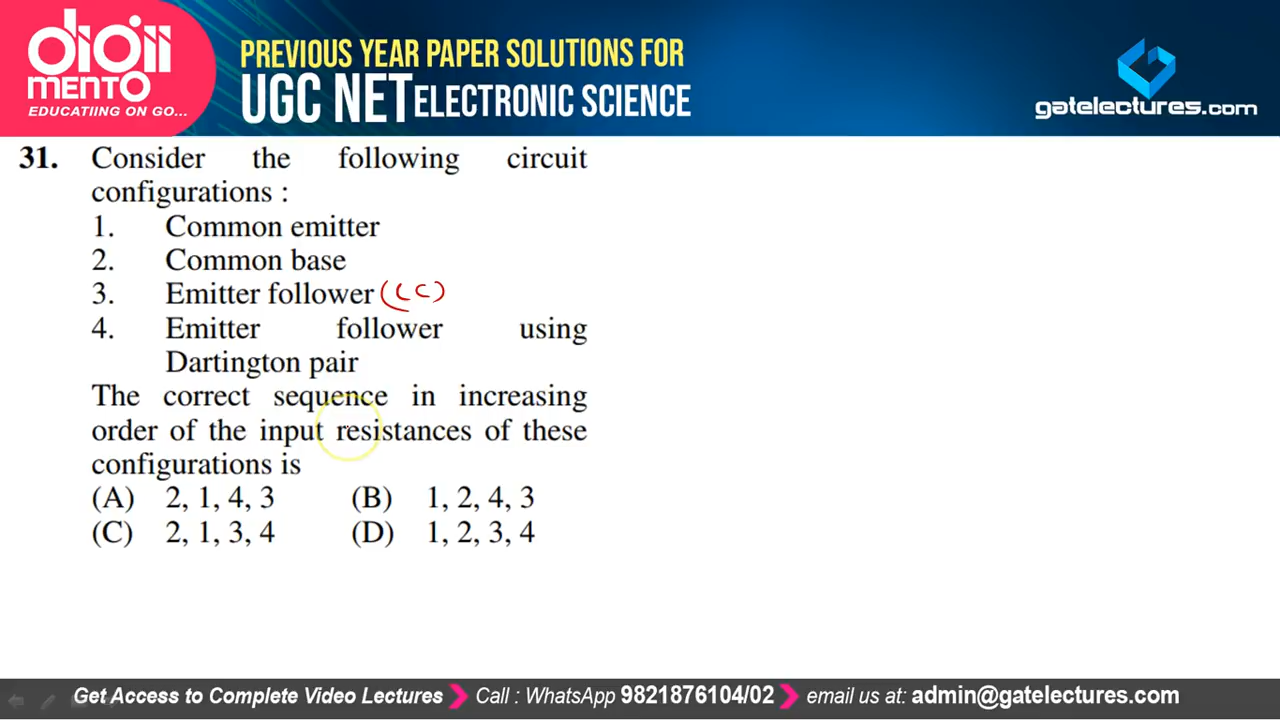 dioii
MENTO
EDUCATIING ON GO...
PREVIOUS YEAR PAPER SOLUTIONS FOR
UGC NET ELECTRONIC SCIENCE
gatelectures.com
31. Consider the following circuit
configurations :
1. Common emitter
2. Common base
3. Emitter follower (CC)
4. Emitter follower using
Dartington pair
The correct sequence in increasing
order of the input resistances of these
configurations is
(A) 2, 1, 4, 3 (B) 1, 2, 4, 3
(C) 2, 1, 3, 4 (D) 1, 2, 3, 4
Get Access to Complete Video Lectures Call : WhatsApp 9821876104/02 email us at: admin@gatelectures.com